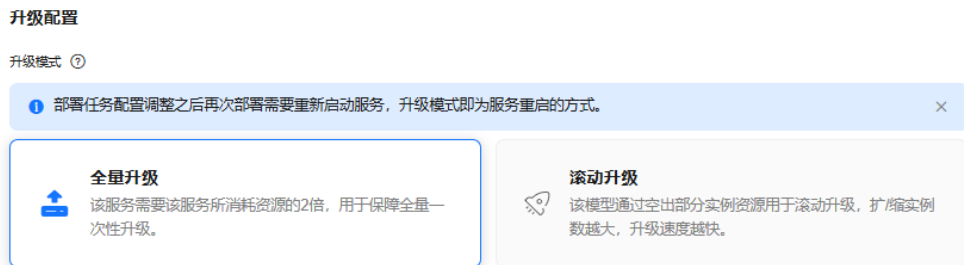 升级配置
升级模式
部署任务配置调整之后再次部署需要重新启动服务，升级模式即为服务重启的方式。
全量升级
该服务需要该服务所消耗资源的2倍，用于保障全量一
次性升级。
滚动升级
该模型通过空出部分实例资源用于滚动升级，扩/缩实例
数越大，升级速度越快。